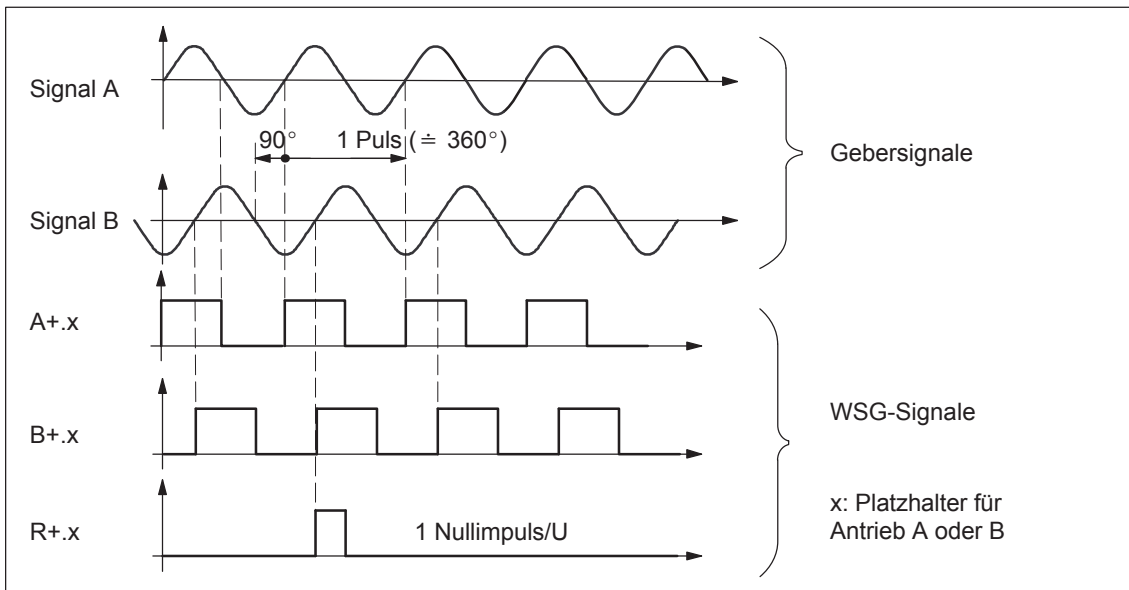 Signal A
90°
1 Puls (≐ 360°)
Gebersignale
Signal B
A+.x
B+.x
WSG-Signale
R+.x
1 Nullimpuls/U
x: Platzhalter für
Antrieb A oder B